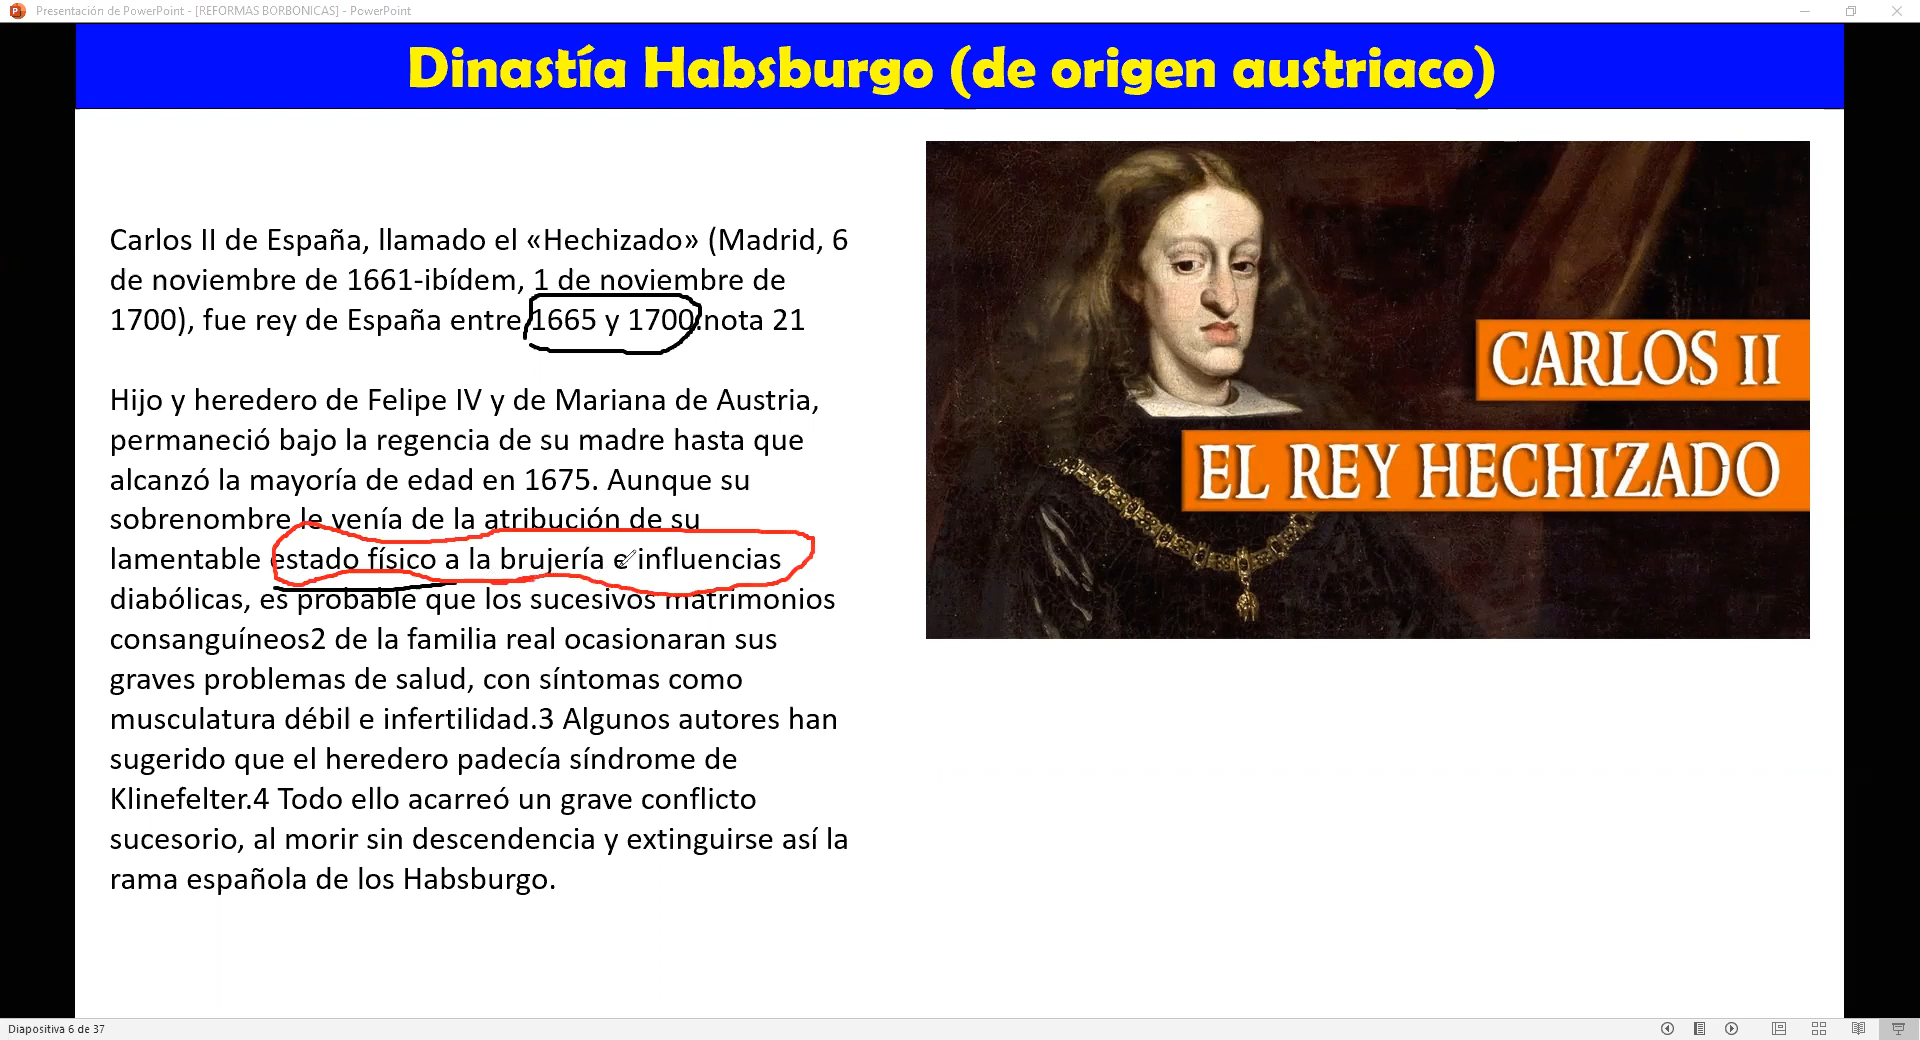 Presentación de PowerPoint - [REFORMAS BORBONICAS] - PowerPoint
Dinastía Habsburgo (de origen austriaco)
Carlos II de España, llamado el «Hechizado» (Madrid, 6
de noviembre de 1661-ibídem, 1 de noviembre de
1700), fue rey de España entre 1665 y 1700.nota 21
Hijo y heredero de Felipe IV y de Mariana de Austria,
permaneció bajo la regencia de su madre hasta que
alcanzó la mayoría de edad en 1675. Aunque su
sobrenombre le venía de la atribución de su
lamentable estado físico a la brujería e influencias
diabólicas, es probable que los sucesivos matrimonios
consanguíneos2 de la familia real ocasionaran sus
graves problemas de salud, con síntomas como
musculatura débil e infertilidad.3 Algunos autores han
sugerido que el heredero padecía síndrome de
Klinefelter.4 Todo ello acarreó un grave conflicto
sucesorio, al morir sin descendencia y extinguirse así la
rama española de los Habsburgo.
CARLOS II
EL REY HECHIZADO
Diapositiva 6 de 37